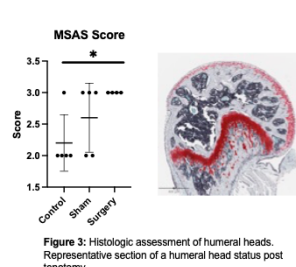 MSAS Score
*
3.5
3.0
2.5
2.0
1.5
Score
Control
Sham
Surgery
Figure 3: Histologic assessment of humeral heads.
Representative section of a humeral head status post